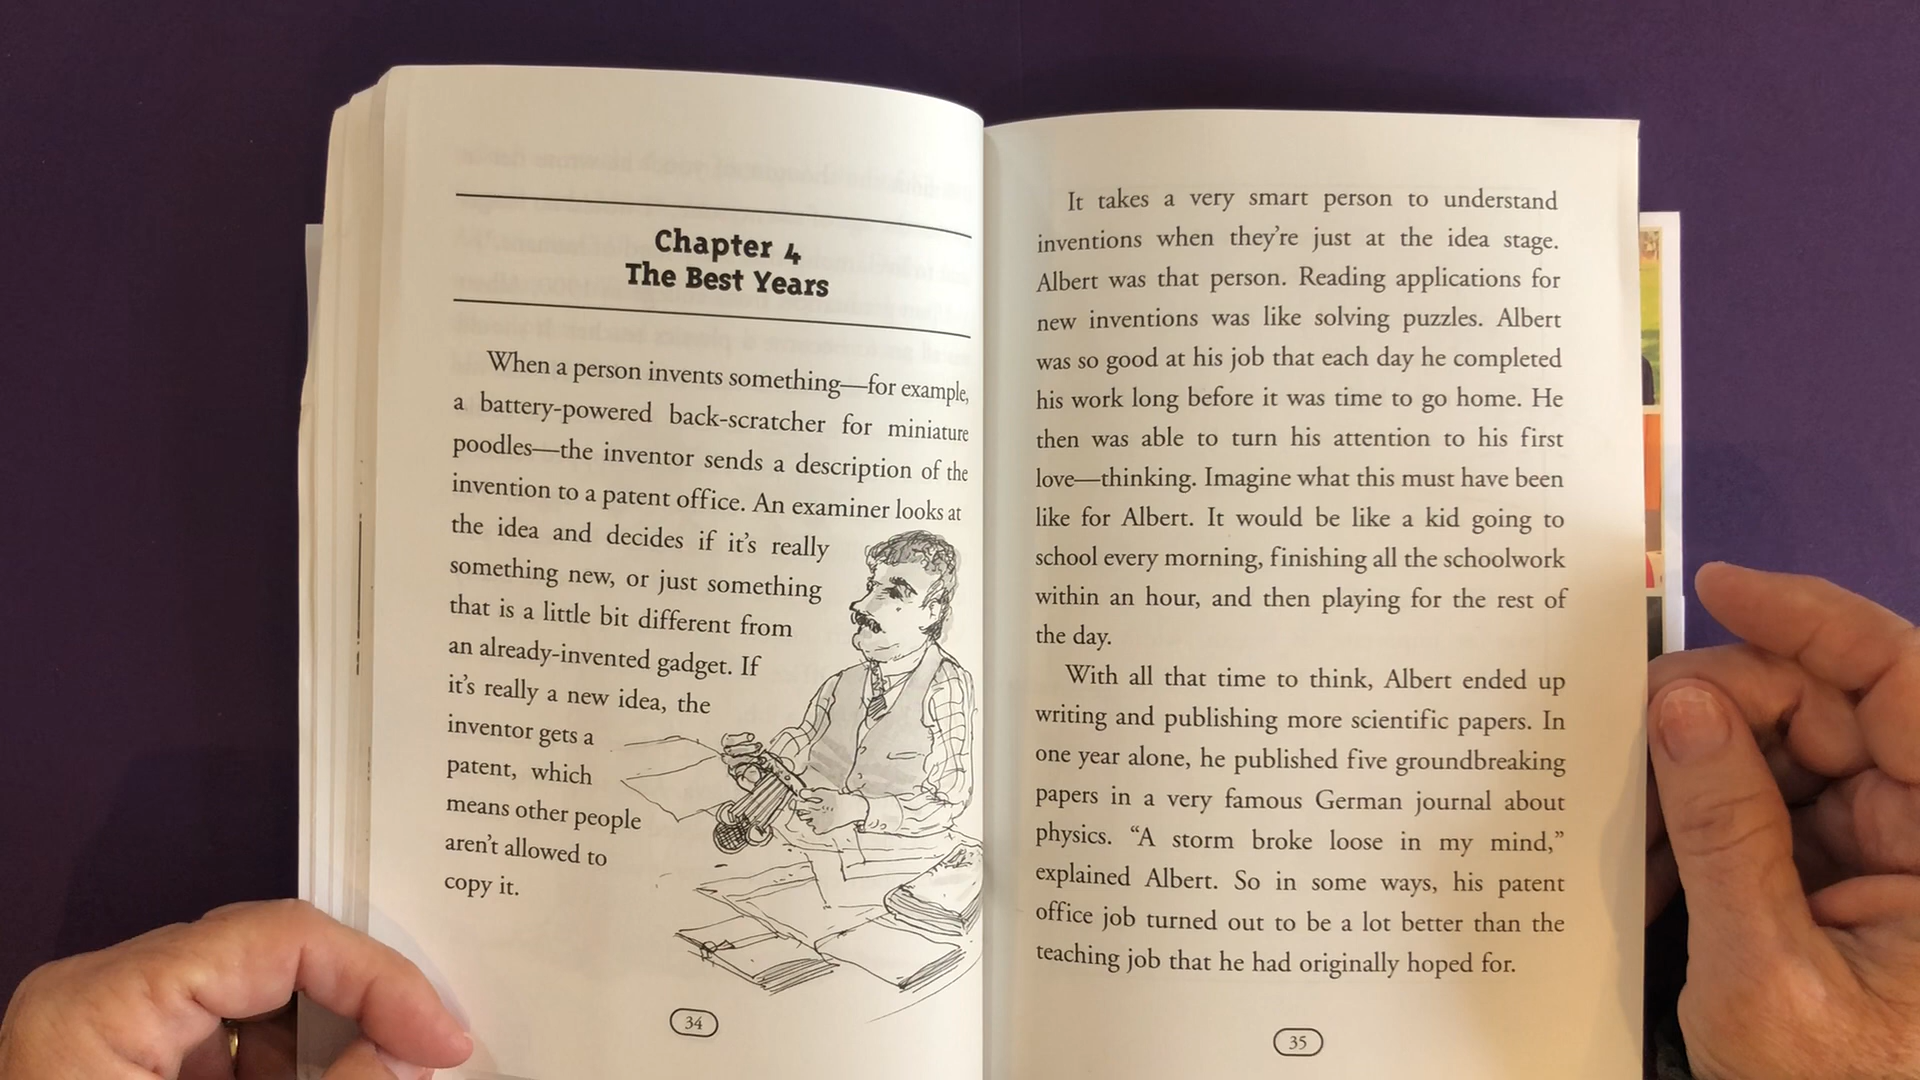 Chapter 4
The Best Years
When a person invents something—for example,
a battery-powered back-scratcher for miniature
poodles—the inventor sends a description of the
invention to a patent office. An examiner looks at
the idea and decides if it's really
something new, or just something
that is a little bit different from
an already-invented gadget. If
it's really a new idea, the
inventor gets a
patent, which
means other people
aren't allowed to
copy it.
34
It takes a very smart person to understand
inventions when they're just at the idea stage.
Albert was that person. Reading applications for
new inventions was like solving puzzles. Albert
was so good at his job that each day he completed
his work long before it was time to go home. He
then was able to turn his attention to his first
love—thinking. Imagine what this must have been
like for Albert. It would be like a kid going to
school every morning, finishing all the schoolwork
within an hour, and then playing for the rest of
the day.
With all that time to think, Albert ended up
writing and publishing more scientific papers. In
one year alone, he published five groundbreaking
papers in a very famous German journal about
physics. “A storm broke loose in my mind,”
explained Albert. So in some ways, his patent
office job turned out to be a lot better than the
teaching job that he had originally hoped for.
35